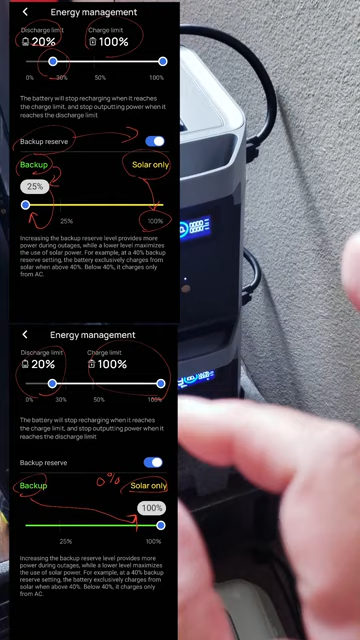 Energy management
Discharge limit Charge limit
20% 100%
0% 30% 100%
The battery will stop recharging when it reaches
the charge limit, and stop outputting power when it
reaches the discharge limit
Backup reserve
Backup Solar only
25%
25% 100%
Increasing the backup reserve level provides more
power during outages, while a lower level maximizes
the use of solar power. For example, at a 40% backup
reserve setting, the battery exclusively charges from
solar when above 40%. Below 40%, it charges only
from AC.
Energy management
Discharge limit Charge limit
20% 100%
0% 30% 100%
The battery will stop recharging when it reaches
the charge limit, and stop outputting power when it
reaches the discharge limit
Backup reserve
0%
Backup Solar only
100%
25% 100%
Increasing the backup reserve level provides more
power during outages, while a lower level maximizes
the use of solar power. For example, at a 40% backup
reserve setting, the battery exclusively charges from
solar when above 40%. Below 40%, it charges only
from AC.